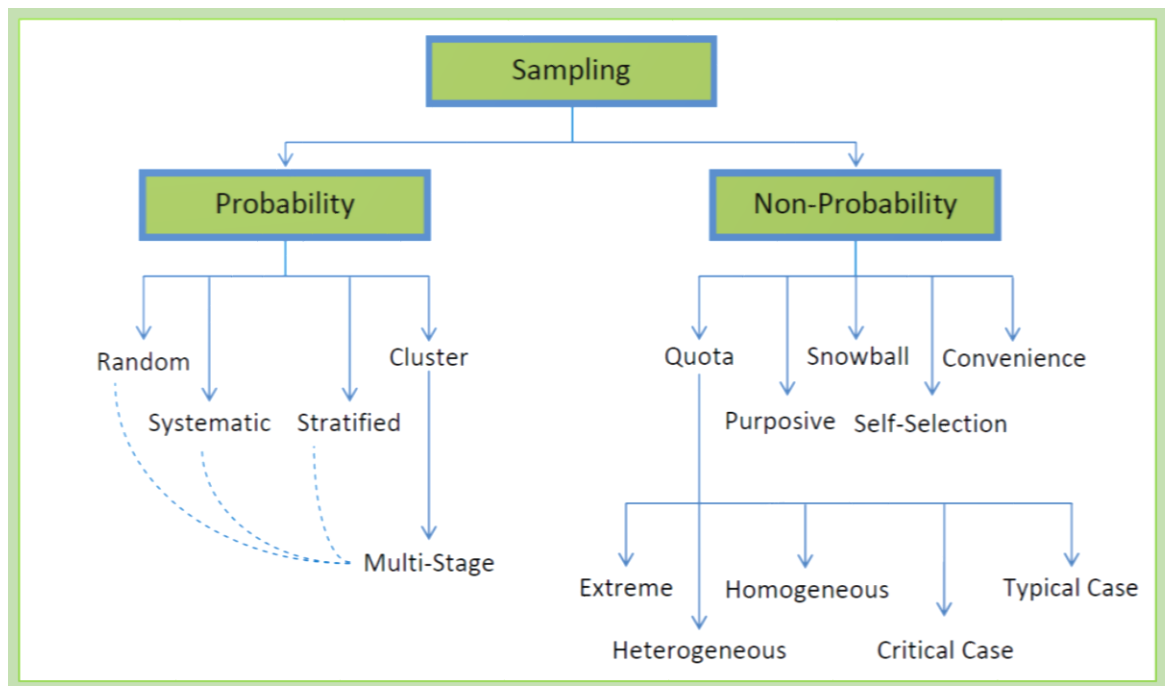 Sampling
Probability
Non-Probability
Random
Cluster
Quota
Snowball
Convenience
Systematic
Stratified
Purposive
Self-Selection
Multi-Stage
Extreme
Homogeneous
Typical Case
Heterogeneous
Critical Case